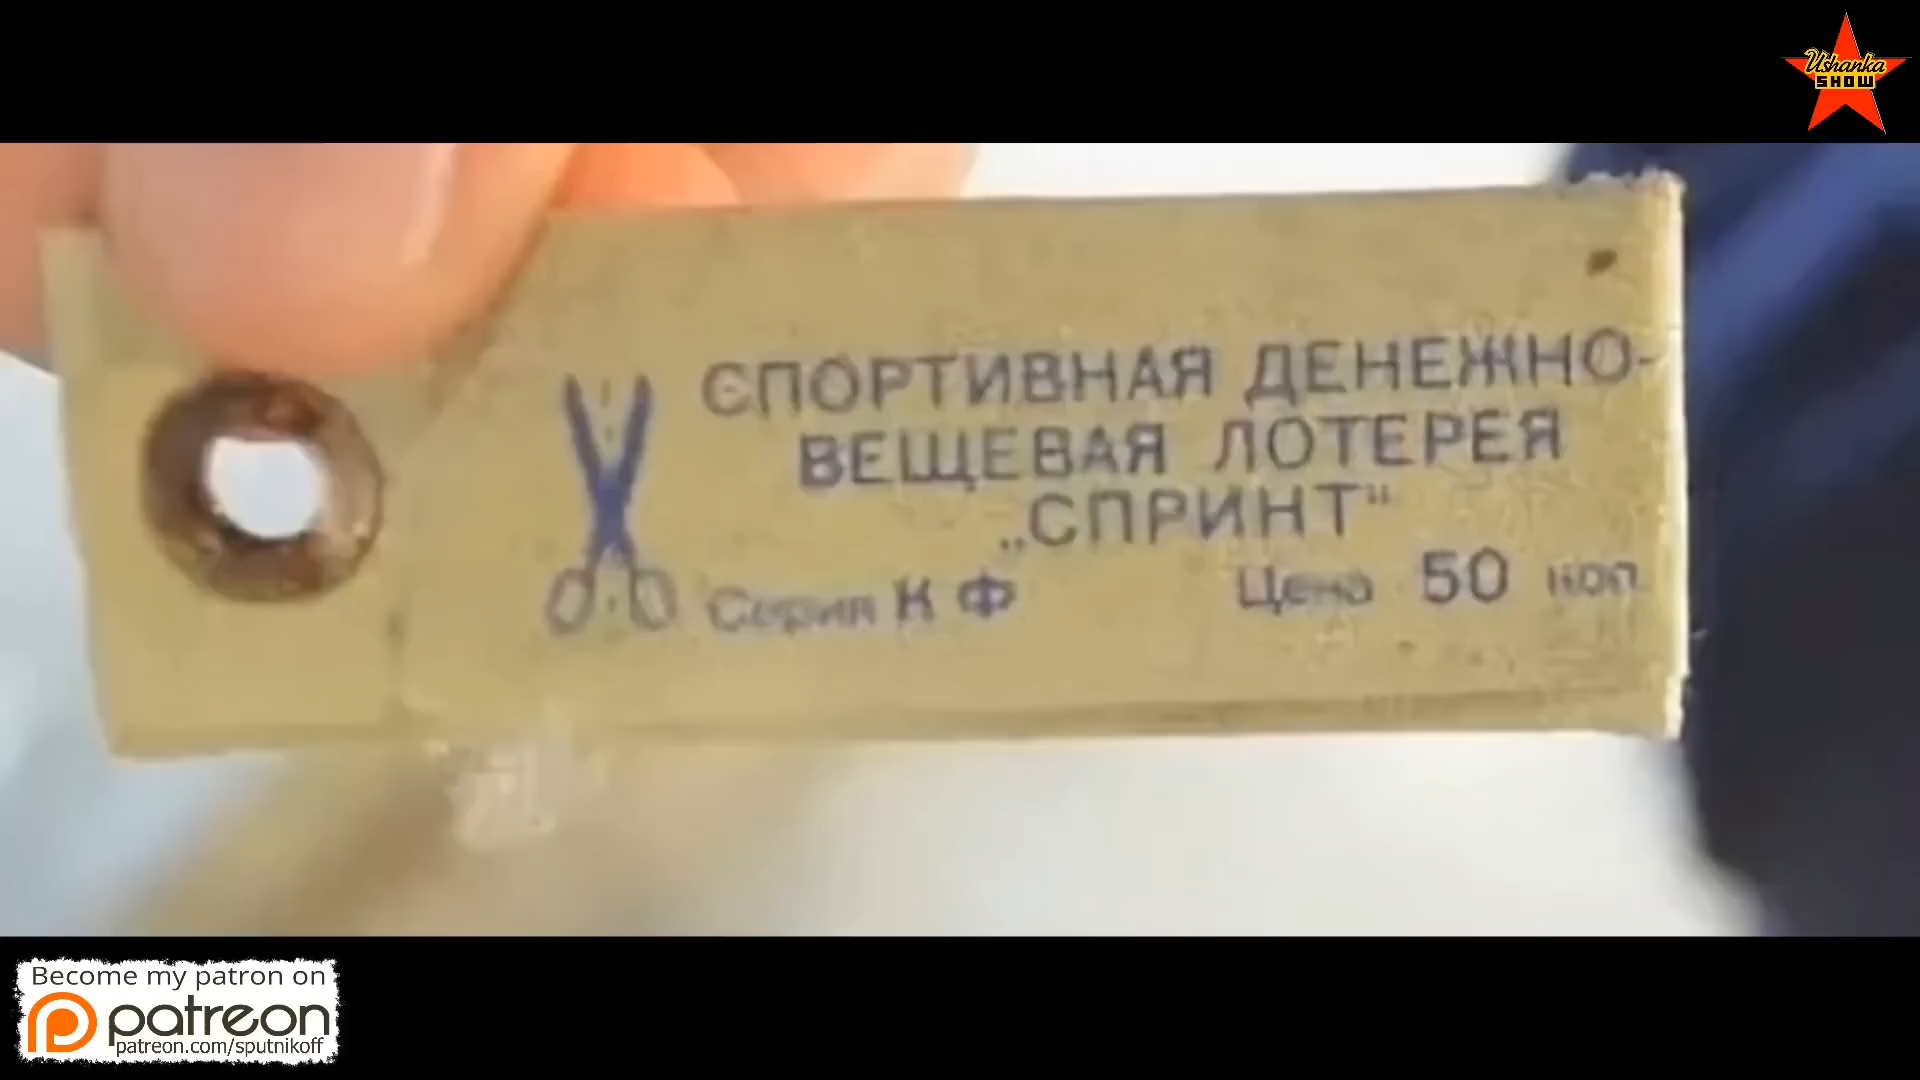 Ushanka
SHOW
СПОРТИВНАЯ ДЕНЕЖНО-
ВЕЩЕВАЯ ЛОТЕРЕЯ
„СПРИНТ“
Серия К Ф Цена 50 коп.
Become my patron on
patreon
patreon.com/sputnikoff